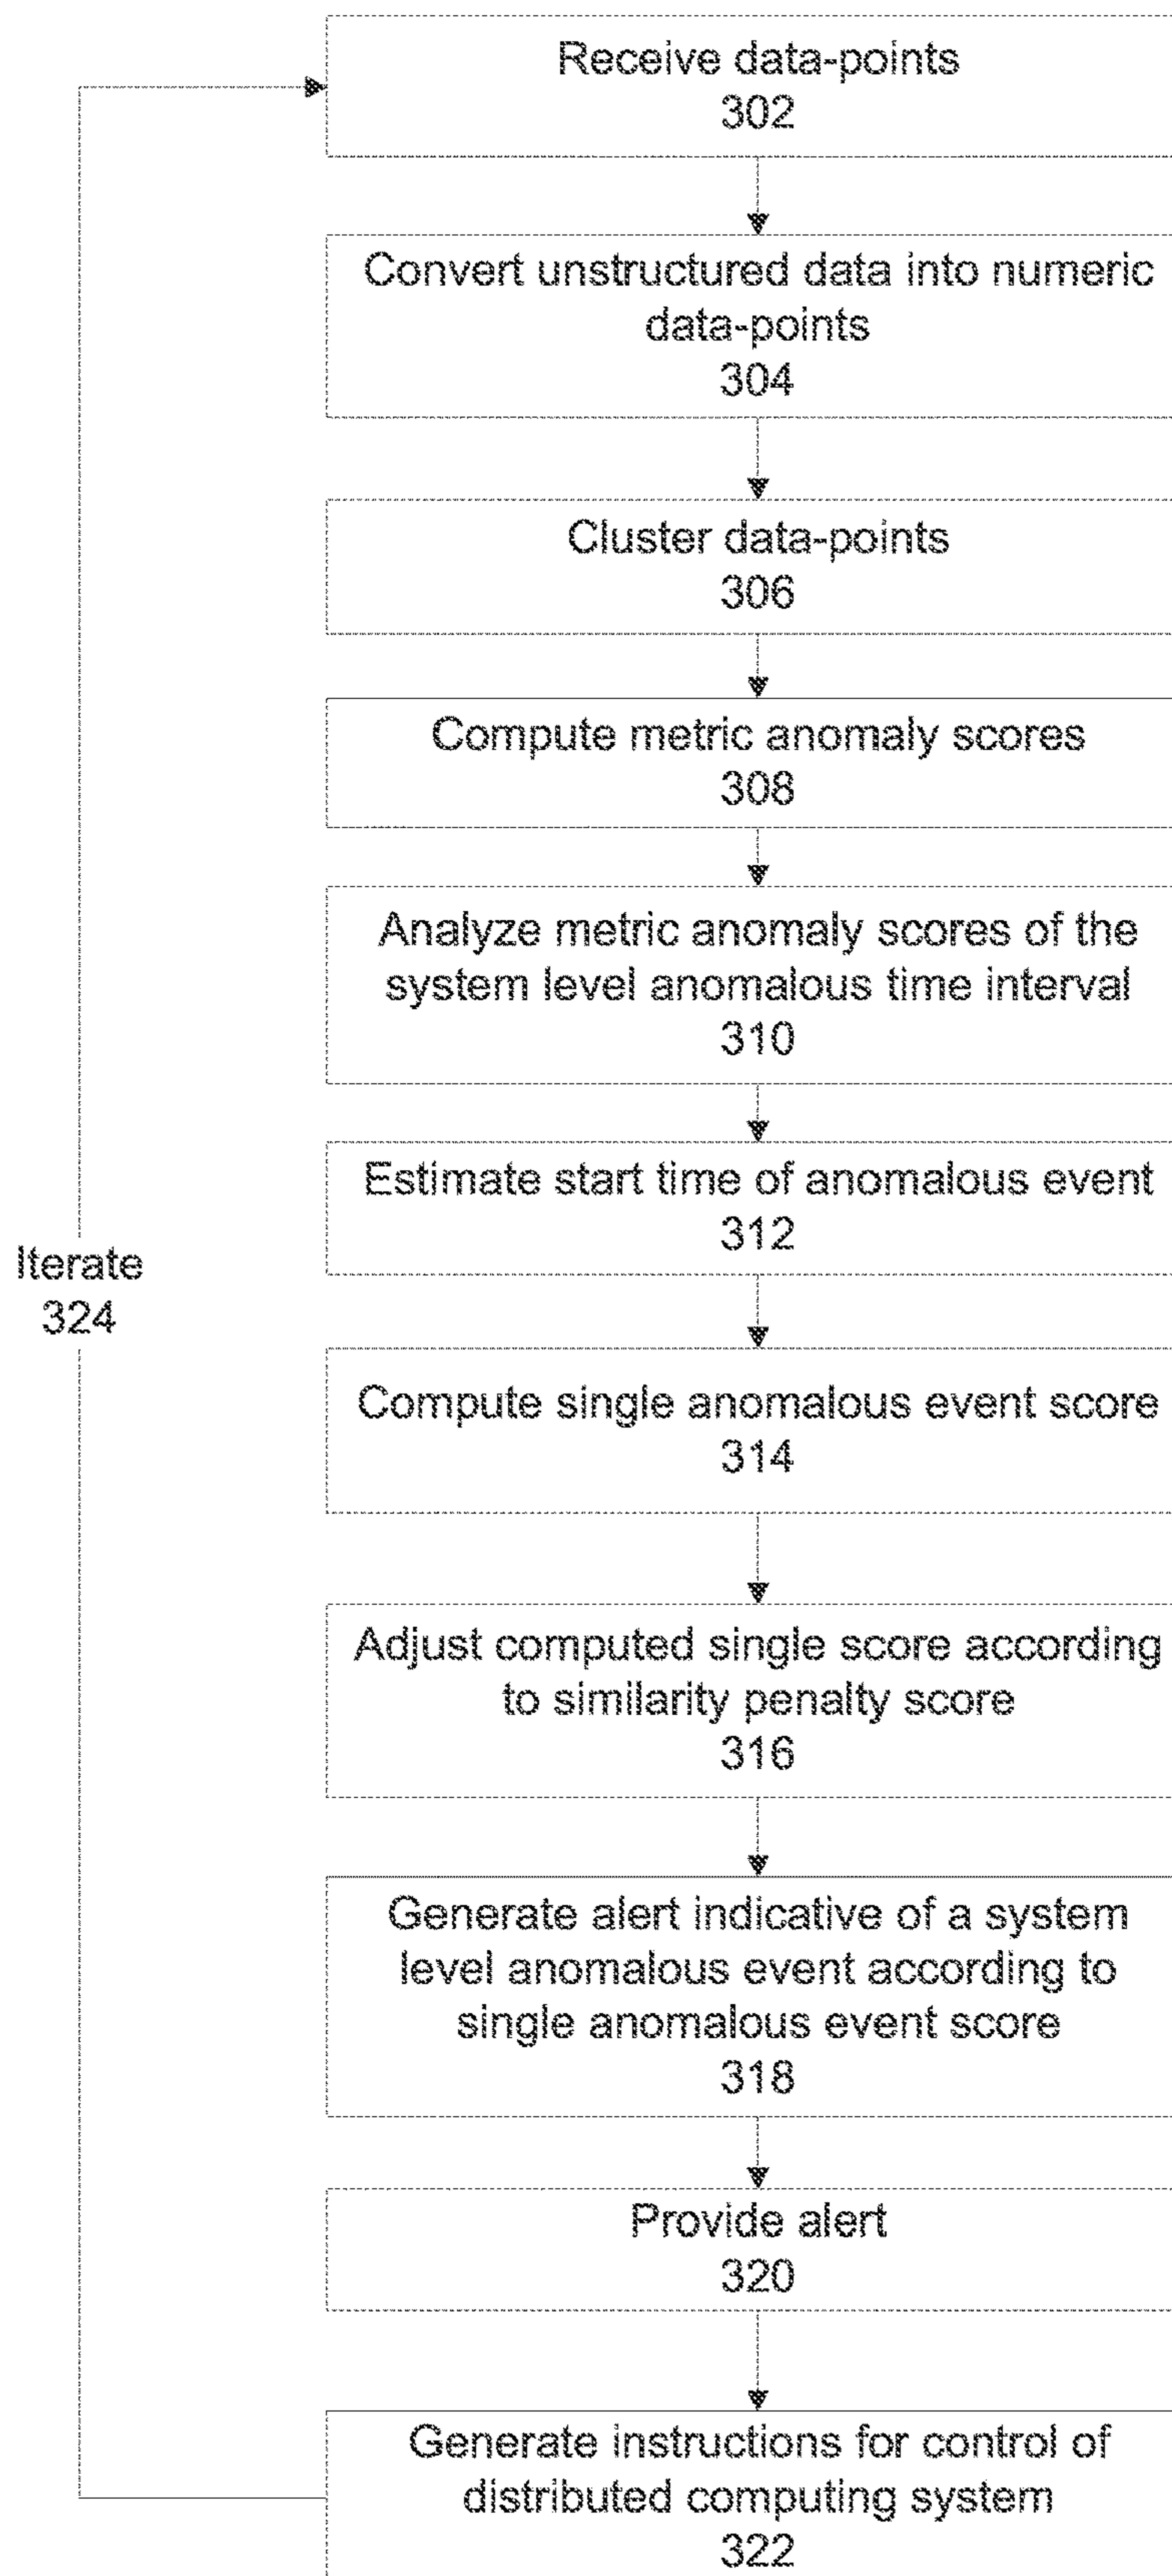 Receive data-points
302
Convert unstructured data into numeric
data-points
304
Cluster data-points
306
Compute metric anomaly scores
308
Analyze metric anomaly scores of the
system level anomalous time interval
310
Estimate start time of anomalous event
312
Iterate
324
Compute single anomalous event score
314
Adjust computed single score according
to similarity penalty score
316
Generate alert indicative of a system
level anomalous event according to
single anomalous event score
318
Provide alert
320
Generate instructions for control of
distributed computing system
322